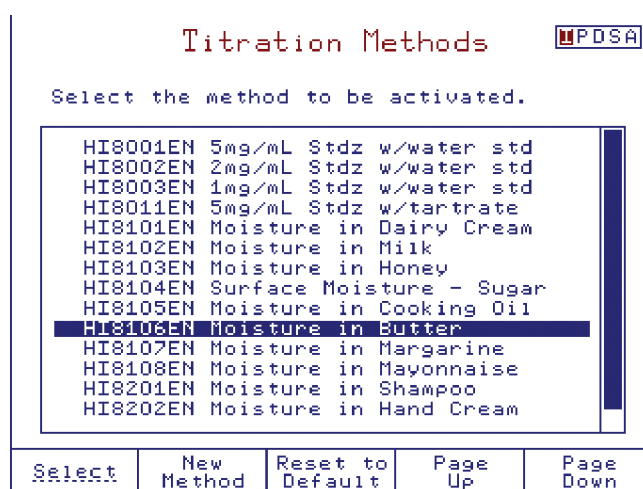 Titration Methods
IPDSA
Select the method to be activated.
HI8001EN 5mg/mL Stdz w/water std
HI8002EN 2mg/mL Stdz w/water std
HI8003EN 1mg/mL Stdz w/water std
HI8011EN 5mg/mL Stdz w/tartrate
HI8101EN Moisture in Dairy Cream
HI8102EN Moisture in Milk
HI8103EN Moisture in Honey
HI8104EN Surface Moisture - Sugar
HI8105EN Moisture in Cooking Oil
HI8106EN Moisture in Butter
HI8107EN Moisture in Margarine
HI8108EN Moisture in Mayonnaise
HI8201EN Moisture in Shampoo
HI8202EN Moisture in Hand Cream
Select
New
Method
Reset to
Default
Page
Up
Page
Down